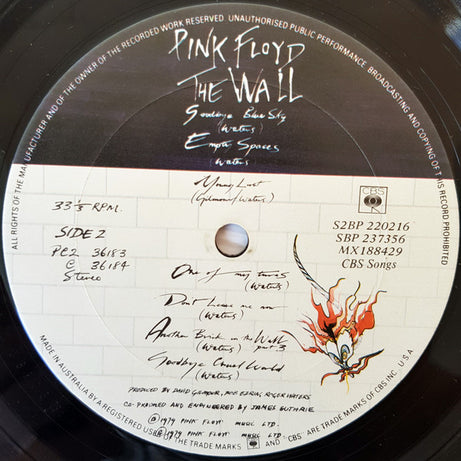 ALL RIGHTS OF THE MANUFACTURER AND OF THE OWNER OF THE RECORDED WORK RESERVED. UNAUTHORISED PUBLIC PERFORMANCE, BROADCASTING AND COPYING OF THIS RECORD PROHIBITED
PINK FLOYD
THE WALL
Goodbye Blue Sky
(Waters)
Empty Spaces
Waters
Young Lust
(Gilmour/Waters)
CBS
33 1/3 RPM.
SIDE 2
PC2 36183
C 36184
Stereo
S2BP 220216
SBP 237356
MX188429
CBS Songs
One of my turns
(Waters)
Don't Leave me now
(Waters)
Another Brick in the Wall
(Waters) part 3
Goodbye Cruel World
(Waters)
PRODUCED BY DAVID GILMOUR, BOB EZRIN, ROGER WATERS
CO-PRODUCED AND ENGINEERED BY JAMES GUTHRIE
℗ 1979 PINK FLOYD MUSIC LTD.
© 1979 PINK FLOYD MUSIC LTD.
MADE IN AUSTRALIA BY A REGISTERED USER OF THE TRADE MARKS CBS AND "CBS" ARE TRADE MARKS OF CBS INC. U S A